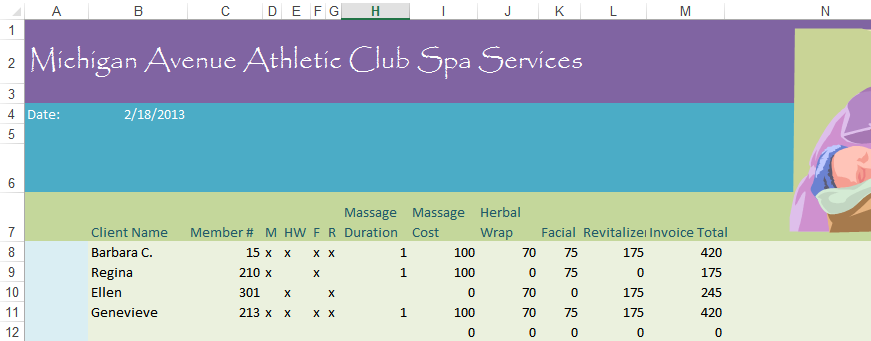 A B C D E F G H I J K L M N
1
2 Michigan Avenue Athletic Club Spa Services
3
4 Date: 2/18/2013
5
6
Massage Massage Herbal
7 Client Name Member # M HW F R Duration Cost Wrap Facial Revitalizer Invoice Total
8 Barbara C. 15 x x x x 1 100 70 75 175 420
9 Regina 210 x x 1 100 0 75 0 175
10 Ellen 301 x x 0 70 0 175 245
11 Genevieve 213 x x x x 1 100 70 75 175 420
12 0 0 0 0 0